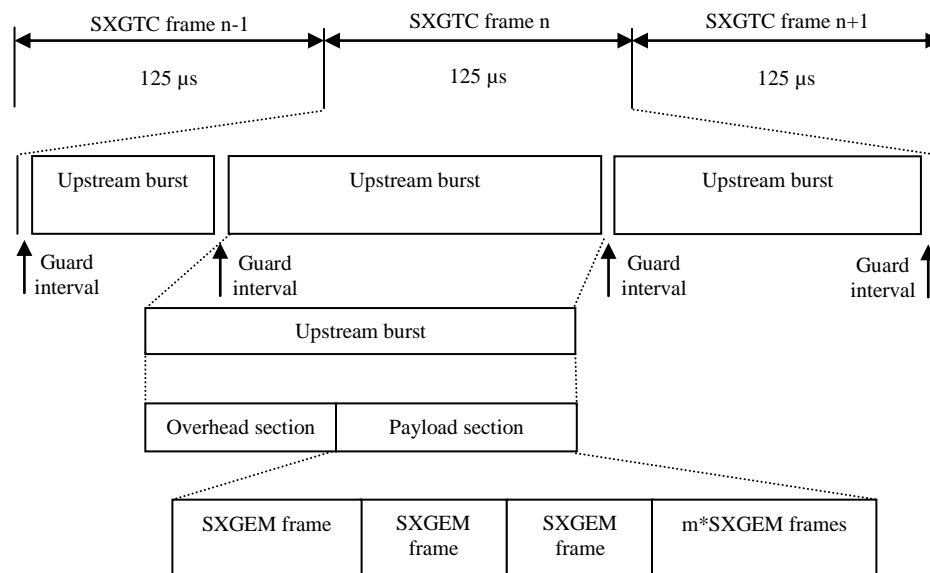 SXGTC frame n-1
SXGTC frame n
SXGTC frame n+1
125 µs
125 µs
125 µs
Upstream burst
Upstream burst
Upstream burst
Guard
interval
Guard
interval
Guard
interval
Guard
interval
Upstream burst
Overhead section
Payload section
SXGEM frame
SXGEM
frame
SXGEM
frame
m*SXGEM frames